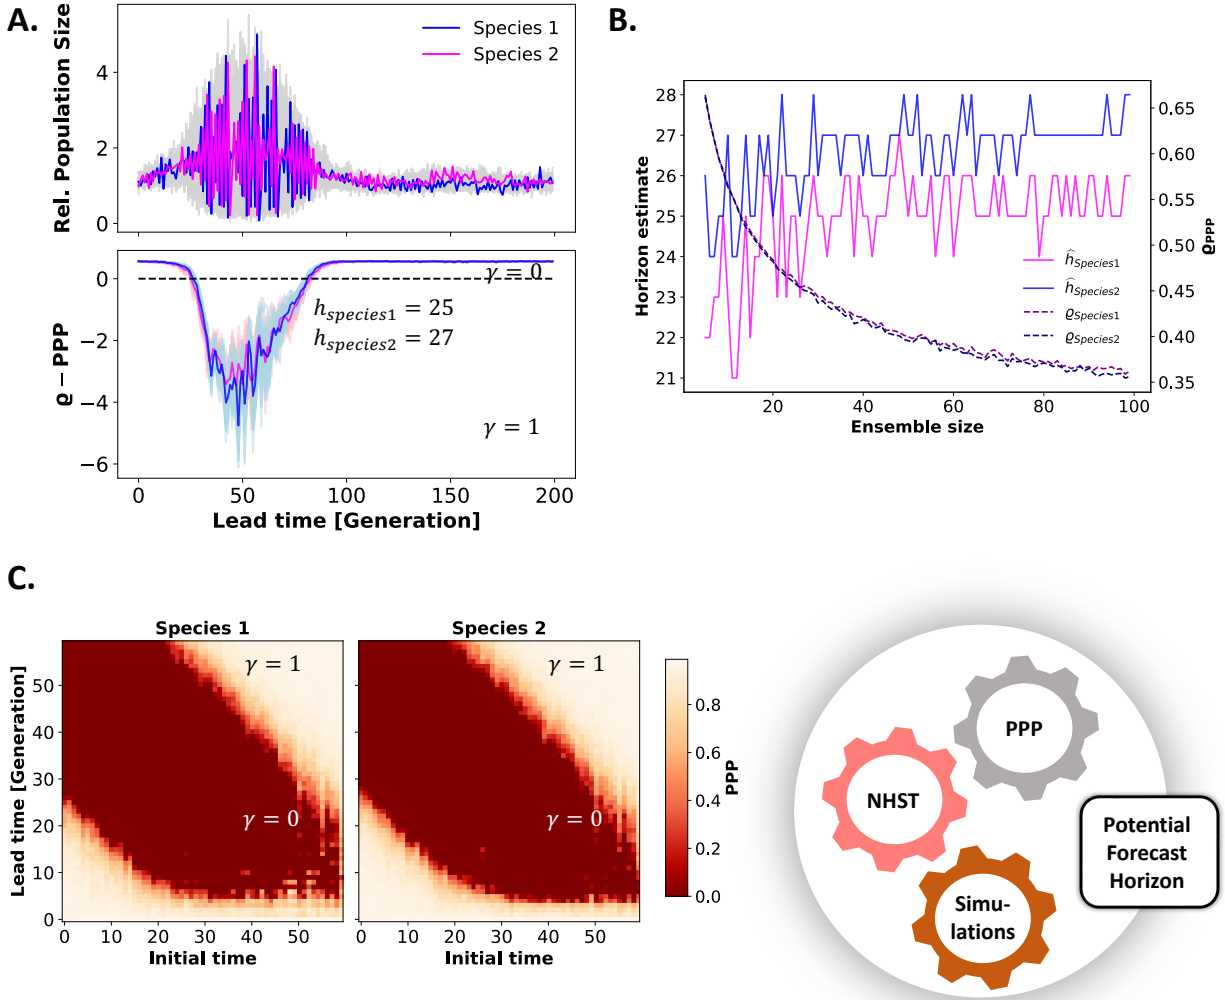 A.
Rel. Population Size
4
2
0
Species 1
Species 2
ϱ − PPP
0
−2
−4
−6
γ = 0
h_species1 = 25
h_species2 = 27
γ = 1
0 50 100 150 200
Lead time [Generation]
B.
Horizon estimate
28
27
26
25
24
23
22
21
0.65
0.60
0.55
0.50
0.45
0.40
0.35
ϱPPP
ĥSpecies1
ĥSpecies2
ϱSpecies1
ϱSpecies2
20 40 60 80 100
Ensemble size
C.
Species 1
Species 2
Lead time [Generation]
50
40
30
20
10
0
γ = 1
γ = 0
γ = 1
γ = 0
0 10 20 30 40 50
Initial time
0 10 20 30 40 50
Initial time
0.8
0.6
0.4
0.2
0.0
PPP
PPP
NHST
Simu-
lations
Potential
Forecast
Horizon